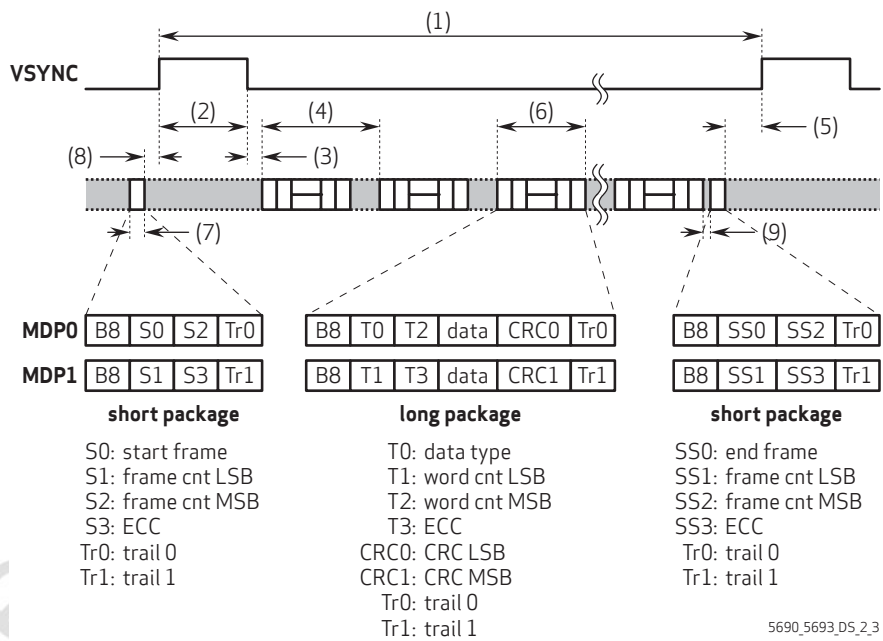 (1)
VSYNC
(2) (4) (6) (5)
(8) (3)
(7) (9)
MDP0 B8 S0 S2 Tr0 B8 T0 T2 data CRC0 Tr0 B8 SS0 SS2 Tr0
MDP1 B8 S1 S3 Tr1 B8 T1 T3 data CRC1 Tr1 B8 SS1 SS3 Tr1
short package
S0: start frame
S1: frame cnt LSB
S2: frame cnt MSB
S3: ECC
Tr0: trail 0
Tr1: trail 1
long package
T0: data type
T1: word cnt LSB
T2: word cnt MSB
T3: ECC
CRC0: CRC LSB
CRC1: CRC MSB
Tr0: trail 0
Tr1: trail 1
short package
SS0: end frame
SS1: frame cnt LSB
SS2: frame cnt MSB
SS3: ECC
Tr0: trail 0
Tr1: trail 1
5690_5693_DS_2_3